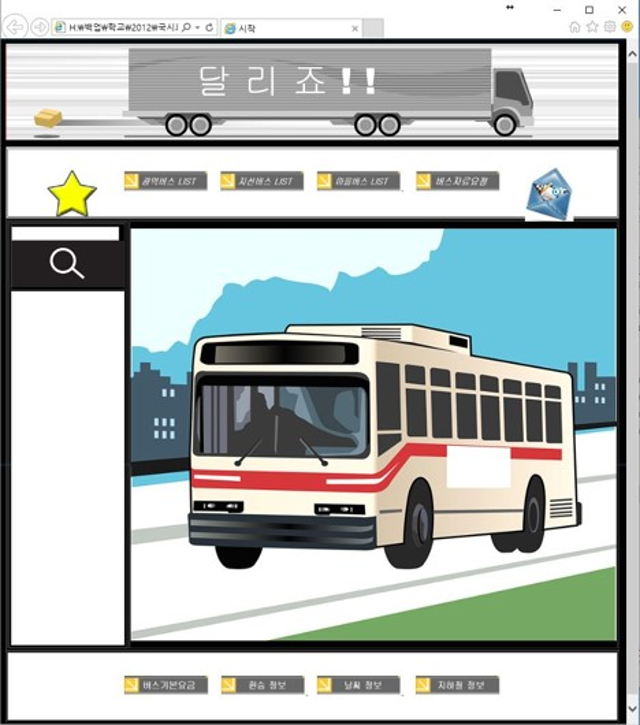 H:₩백업₩학교₩2012₩국시.
시작
달리죠!!
광역버스 LIST
지선버스 LIST
마을버스 LIST
버스자료요청
버스기본요금
환승 정보
날씨 정보
지하철 정보